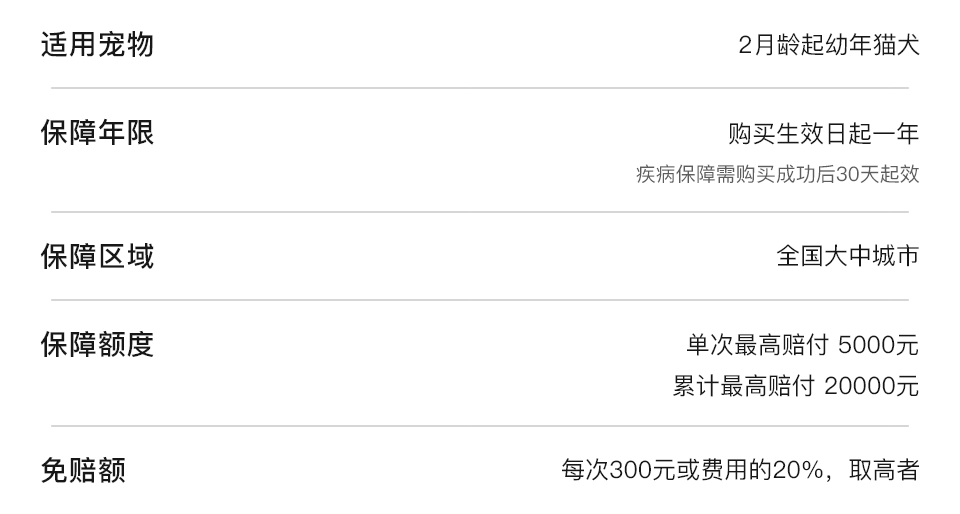 适用宠物
2月龄起幼年猫犬
保障年限
购买生效日起一年
疾病保障需购买成功后30天起效
保障区域
全国大中城市
保障额度
单次最高赔付 5000元
累计最高赔付 20000元
免赔额
每次300元或费用的20%，取高者